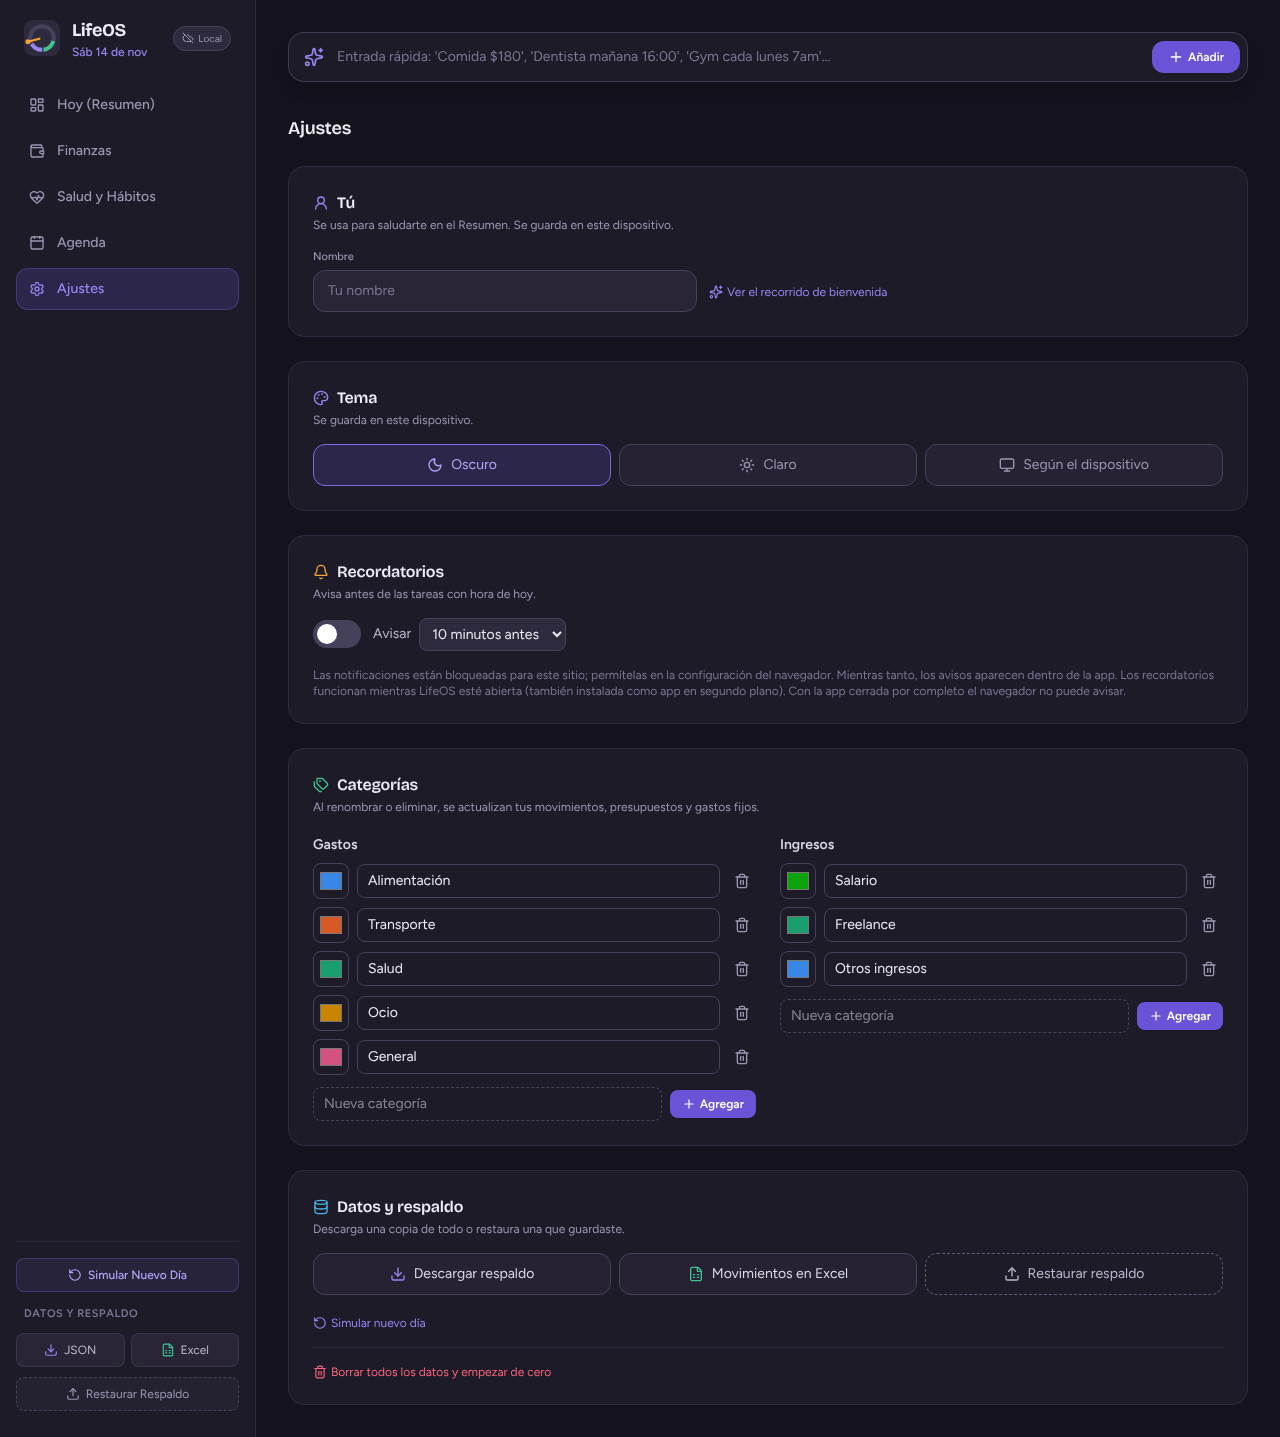 LifeOS
Sáb 14 de nov
Local
Hoy (Resumen)
Finanzas
Salud y Hábitos
Agenda
Ajustes
Simular Nuevo Día
DATOS Y RESPALDO
JSON
Excel
Restaurar Respaldo
Entrada rápida: 'Comida $180', 'Dentista mañana 16:00', 'Gym cada lunes 7am'...
Añadir
Ajustes
Tú
Se usa para saludarte en el Resumen. Se guarda en este dispositivo.
Nombre
Tu nombre
Ver el recorrido de bienvenida
Tema
Se guarda en este dispositivo.
Oscuro
Claro
Según el dispositivo
Recordatorios
Avisa antes de las tareas con hora de hoy.
Avisar
10 minutos antes
Las notificaciones están bloqueadas para este sitio; permítelas en la configuración del navegador. Mientras tanto, los avisos aparecen dentro de la app. Los recordatorios
funcionan mientras LifeOS esté abierta (también instalada como app en segundo plano). Con la app cerrada por completo el navegador no puede avisar.
Categorías
Al renombrar o eliminar, se actualizan tus movimientos, presupuestos y gastos fijos.
Gastos
Alimentación
Transporte
Salud
Ocio
General
Nueva categoría
Agregar
Ingresos
Salario
Freelance
Otros ingresos
Nueva categoría
Agregar
Datos y respaldo
Descarga una copia de todo o restaura una que guardaste.
Descargar respaldo
Movimientos en Excel
Restaurar respaldo
Simular nuevo día
Borrar todos los datos y empezar de cero